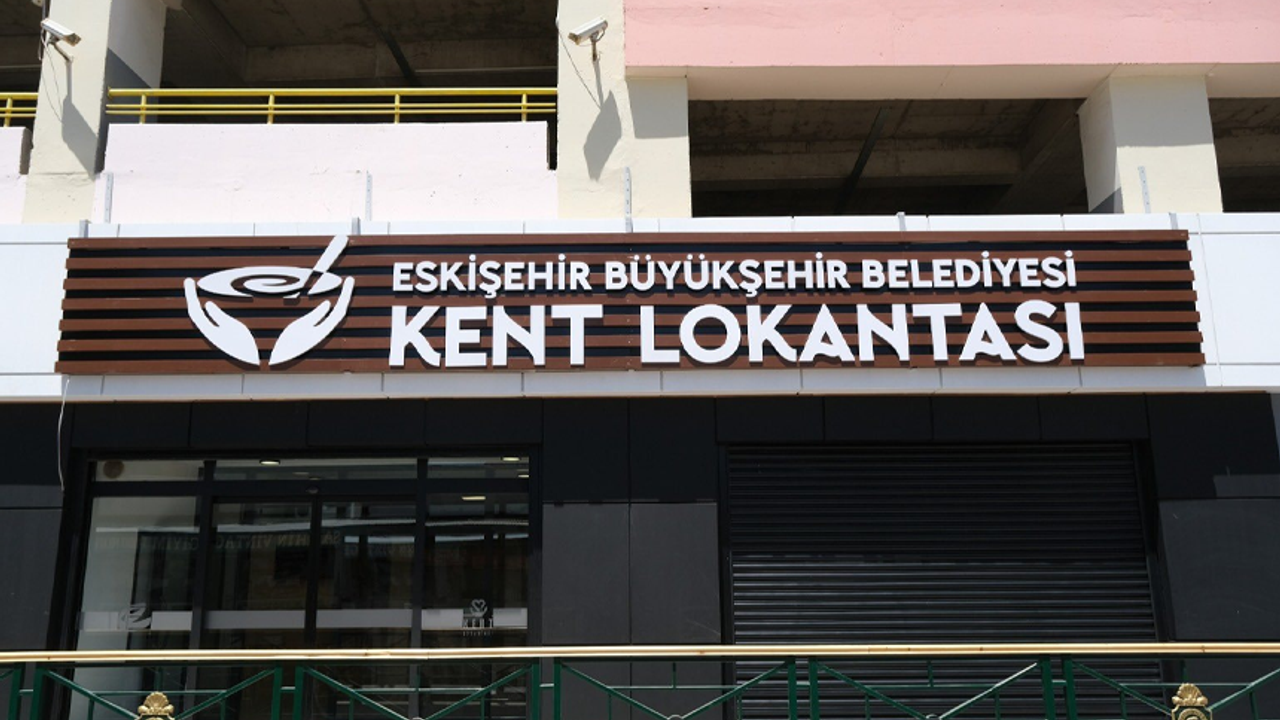 ESKİŞEHİR BÜYÜKŞEHİR BELEDİYESİ
KENT LOKANTASI